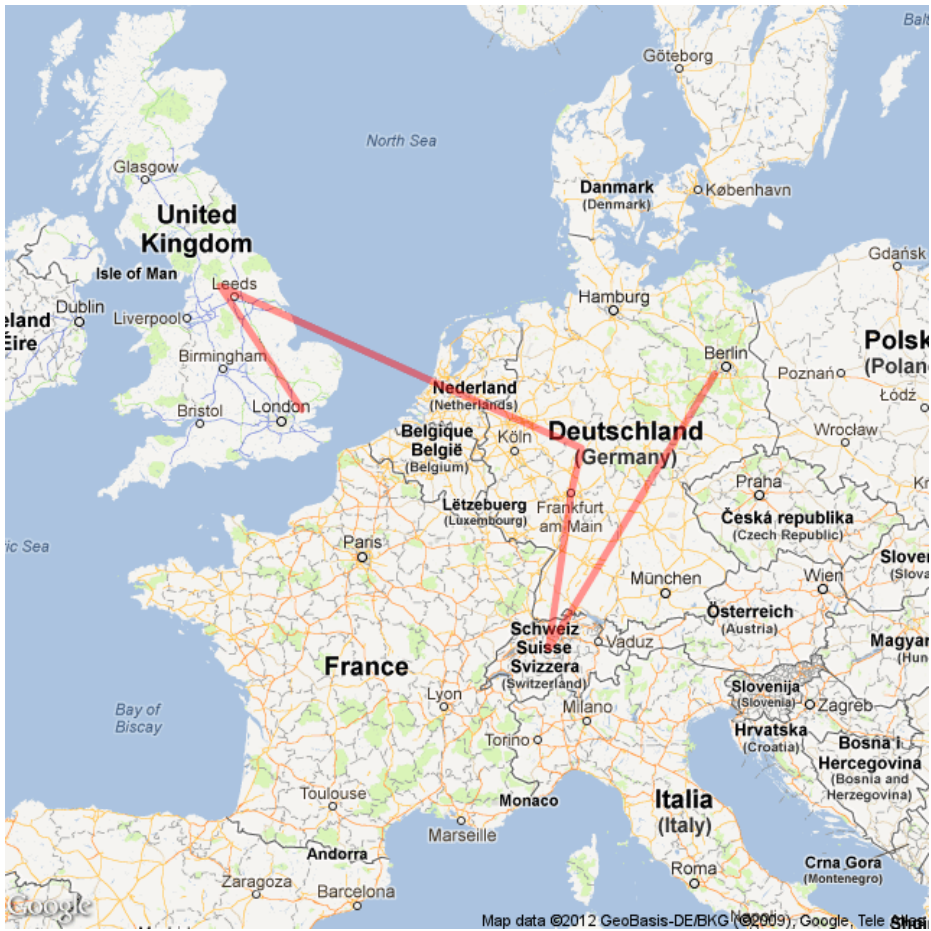 Balt
Göteborg
North Sea
Glasgow
Danmark
(Denmark)
København
United
Kingdom
Gdańsk
Isle of Man
Leeds
Hamburg
Dublin
Liverpool
eland
Éire
Polsk
(Poland
Berlin
Poznań
Birmingham
Nederland
(Netherlands)
Łódź
Bristol
London
Belgique
België
(Belgium)
Köln
Deutschland
(Germany)
Wrocław
Praha
Kr
Lëtzebuerg
(Luxembourg)
Frankfurt
am Main
Česká republika
(Czech Republic)
ic Sea
Paris
Sloven
(Slova
München
Wien
Österreich
(Austria)
Schweiz
Suisse
Svizzera
(Switzerland)
Vaduz
Magyar
(Hun
France
Lyon
Slovenija
(Slovenia)
Zagreb
Bay of
Biscay
Milano
Torino
Hrvatska
(Croatia)
Bosna i
Hercegovina
(Bosnia and
Herzegovina)
Monaco
Italia
(Italy)
Toulouse
Marseille
Andorra
Crna Gora
(Montenegro)
Roma
Zaragoza
Barcelona
Google
Map data ©2012 GeoBasis-DE/BKG (©2009), Google, Tele Atlas
Napoli